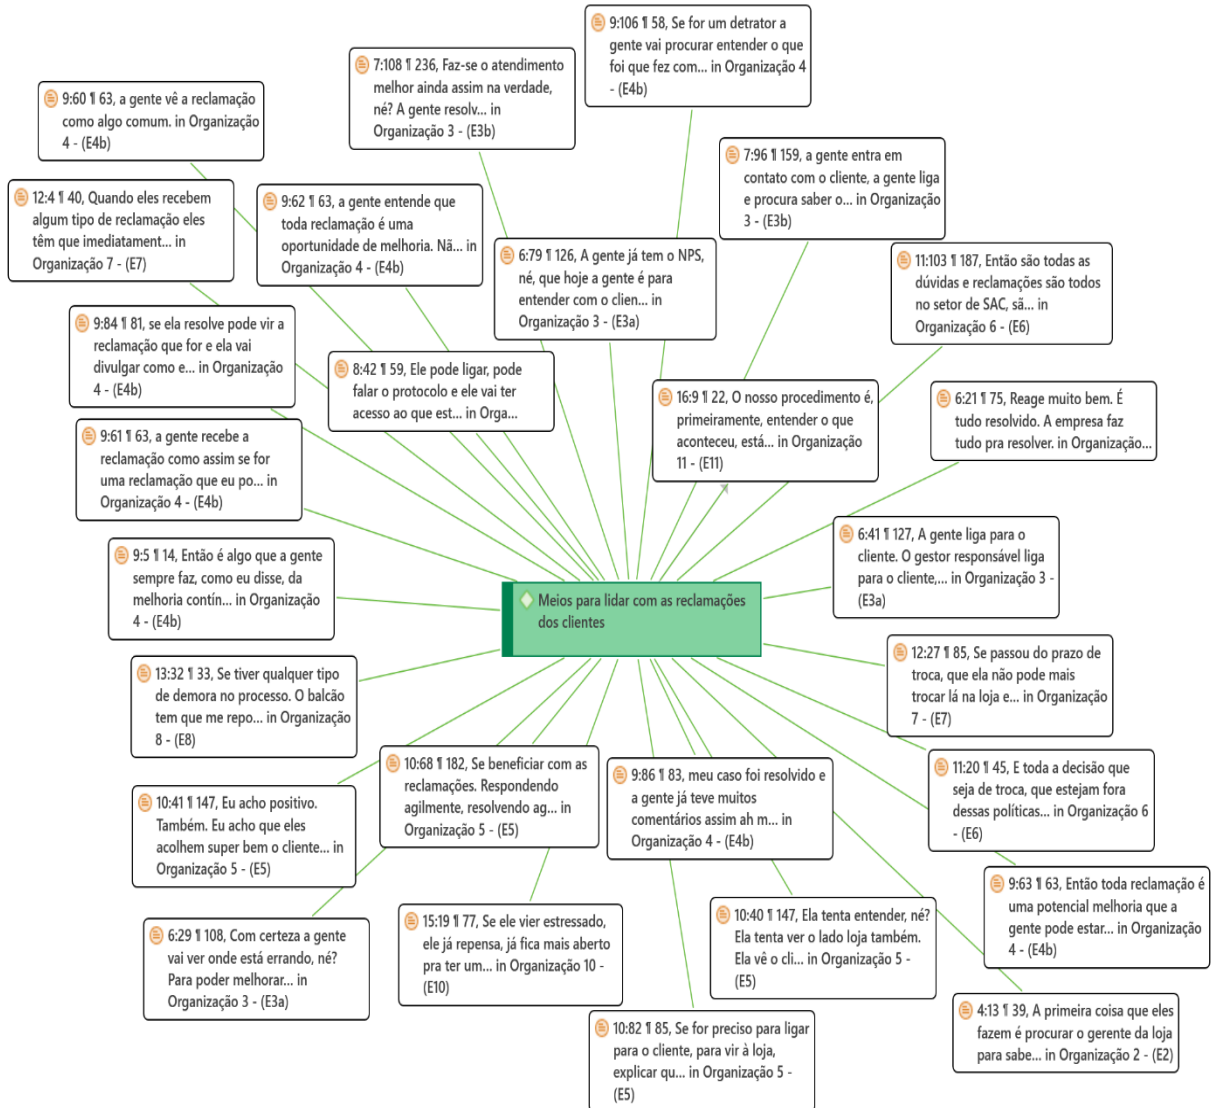 9:106 ¶ 58, Se for um detrator a
gente vai procurar entender o que
foi que fez com... in Organização 4
- (E4b)
7:108 ¶ 236, Faz-se o atendimento
melhor ainda assim na verdade,
né? A gente resolv... in
Organização 3 - (E3b)
9:60 ¶ 63, a gente vê a reclamação
como algo comum. in Organização
4 - (E4b)
7:96 ¶ 159, a gente entra em
contato com o cliente, a gente liga
e procura saber o... in Organização
3 - (E3b)
12:4 ¶ 40, Quando eles recebem
algum tipo de reclamação eles
têm que imediatament... in
Organização 7 - (E7)
9:62 ¶ 63, a gente entende que
toda reclamação é uma
oportunidade de melhoria. Nã... in
Organização 4 - (E4b)
6:79 ¶ 126, A gente já tem o NPS,
né, que hoje a gente é para
entender com o clien... in
Organização 3 - (E3a)
11:103 ¶ 187, Então são todas as
dúvidas e reclamações são todos
no setor de SAC, sã... in
Organização 6 - (E6)
9:84 ¶ 81, se ela resolve pode vir a
reclamação que for e ela vai
divulgar como e... in Organização
4 - (E4b)
8:42 ¶ 59, Ele pode ligar, pode
falar o protocolo e ele vai ter
acesso ao que est... in Orga...
16:9 ¶ 22, O nosso procedimento é,
primeiramente, entender o que
aconteceu, está... in Organização
11 - (E11)
6:21 ¶ 75, Reage muito bem. É
tudo resolvido. A empresa faz
tudo pra resolver. in Organização...
9:61 ¶ 63, a gente recebe a
reclamação como assim se for
uma reclamação que eu po... in
Organização 4 - (E4b)
6:41 ¶ 127, A gente liga para o
cliente. O gestor responsável liga
para o cliente,... in Organização 3 -
(E3a)
9:5 ¶ 14, Então é algo que a gente
sempre faz, como eu disse, da
melhoria contín... in Organização
4 - (E4b)
Meios para lidar com as reclamações
dos clientes
12:27 ¶ 85, Se passou do prazo de
troca, que ela não pode mais
trocar lá na loja e... in Organização
7 - (E7)
13:32 ¶ 33, Se tiver qualquer tipo
de demora no processo. O balcão
tem que me repo... in Organização
8 - (E8)
10:68 ¶ 182, Se beneficiar com as
reclamações. Respondendo
agilmente, resolvendo ag... in
Organização 5 - (E5)
9:86 ¶ 83, meu caso foi resolvido e
a gente já teve muitos
comentários assim ah m... in
Organização 4 - (E4b)
11:20 ¶ 45, E toda a decisão que
seja de troca, que estejam fora
dessas políticas... in Organização 6
- (E6)
10:41 ¶ 147, Eu acho positivo.
Também. Eu acho que eles
acolhem super bem o cliente... in
Organização 5 - (E5)
9:63 ¶ 63, Então toda reclamação é
uma potencial melhoria que a
gente pode estar... in Organização
4 - (E4b)
6:29 ¶ 108, Com certeza a gente
vai ver onde está errando, né?
Para poder melhorar... in
Organização 3 - (E3a)
15:19 ¶ 77, Se ele vier estressado,
ele já repensa, já fica mais aberto
pra ter um... in Organização 10 -
(E10)
10:40 ¶ 147, Ela tenta entender, né?
Ela tenta ver o lado loja também.
Ela vê o cli... in Organização 5 -
(E5)
4:13 ¶ 39, A primeira coisa que eles
fazem é procurar o gerente da loja
para sabe... in Organização 2 - (E2)
10:82 ¶ 85, Se for preciso para ligar
para o cliente, para vir à loja,
explicar qu... in Organização 5 -
(E5)